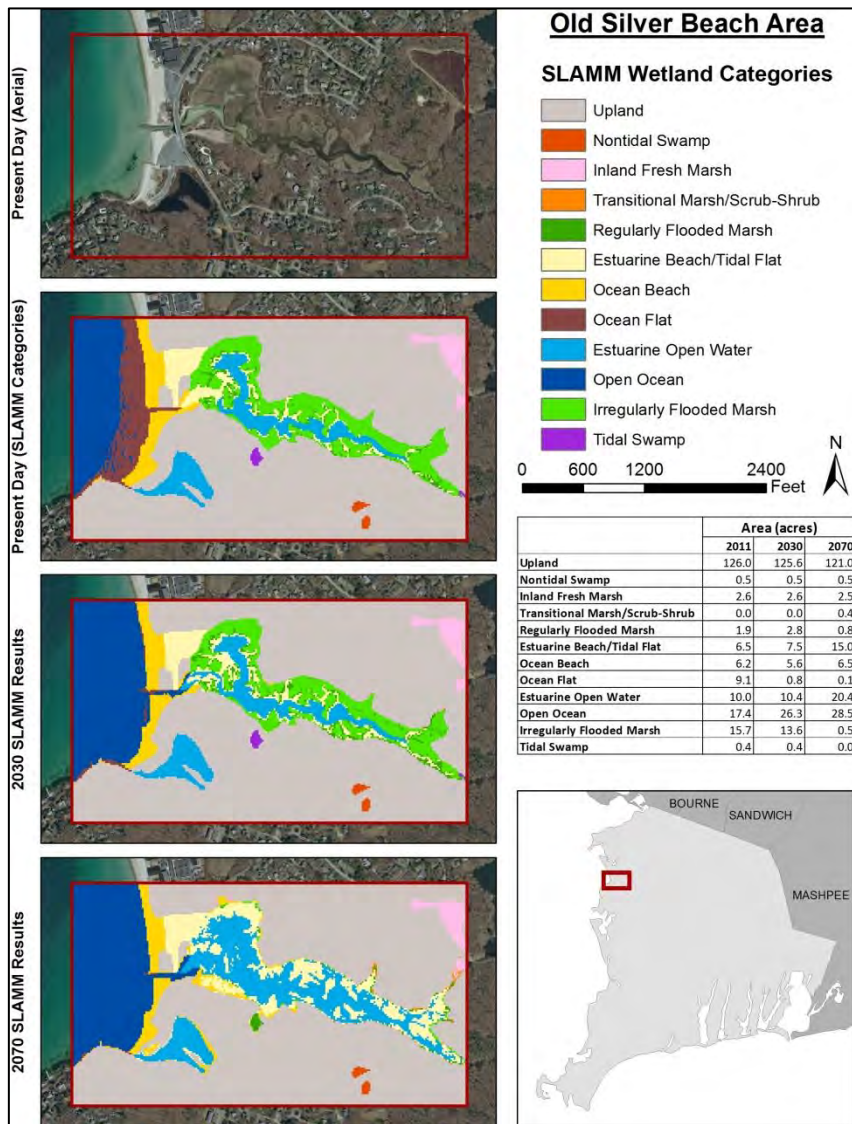 Old Silver Beach Area
SLAMM Wetland Categories
Upland
Nontidal Swamp
Inland Fresh Marsh
Transitional Marsh/Scrub-Shrub
Regularly Flooded Marsh
Estuarine Beach/Tidal Flat
Ocean Beach
Ocean Flat
Estuarine Open Water
Open Ocean
Irregularly Flooded Marsh
Tidal Swamp
N
0 600 1200 2400
Feet
Area (acres)
2011 2030 2070
Upland 126.0 125.6 121.0
Nontidal Swamp 0.5 0.5 0.5
Inland Fresh Marsh 2.6 2.6 2.5
Transitional Marsh/Scrub-Shrub 0.0 0.0 0.4
Regularly Flooded Marsh 1.9 2.8 0.8
Estuarine Beach/Tidal Flat 6.5 7.5 15.0
Ocean Beach 6.2 5.6 6.5
Ocean Flat 9.1 0.8 0.1
Estuarine Open Water 10.0 10.4 20.4
Open Ocean 17.4 26.3 28.5
Irregularly Flooded Marsh 15.7 13.6 0.5
Tidal Swamp 0.4 0.4 0.0
BOURNE
SANDWICH
MASHPEE
Present Day (Aerial)
Present Day (SLAMM Categories)
2030 SLAMM Results
2070 SLAMM Results